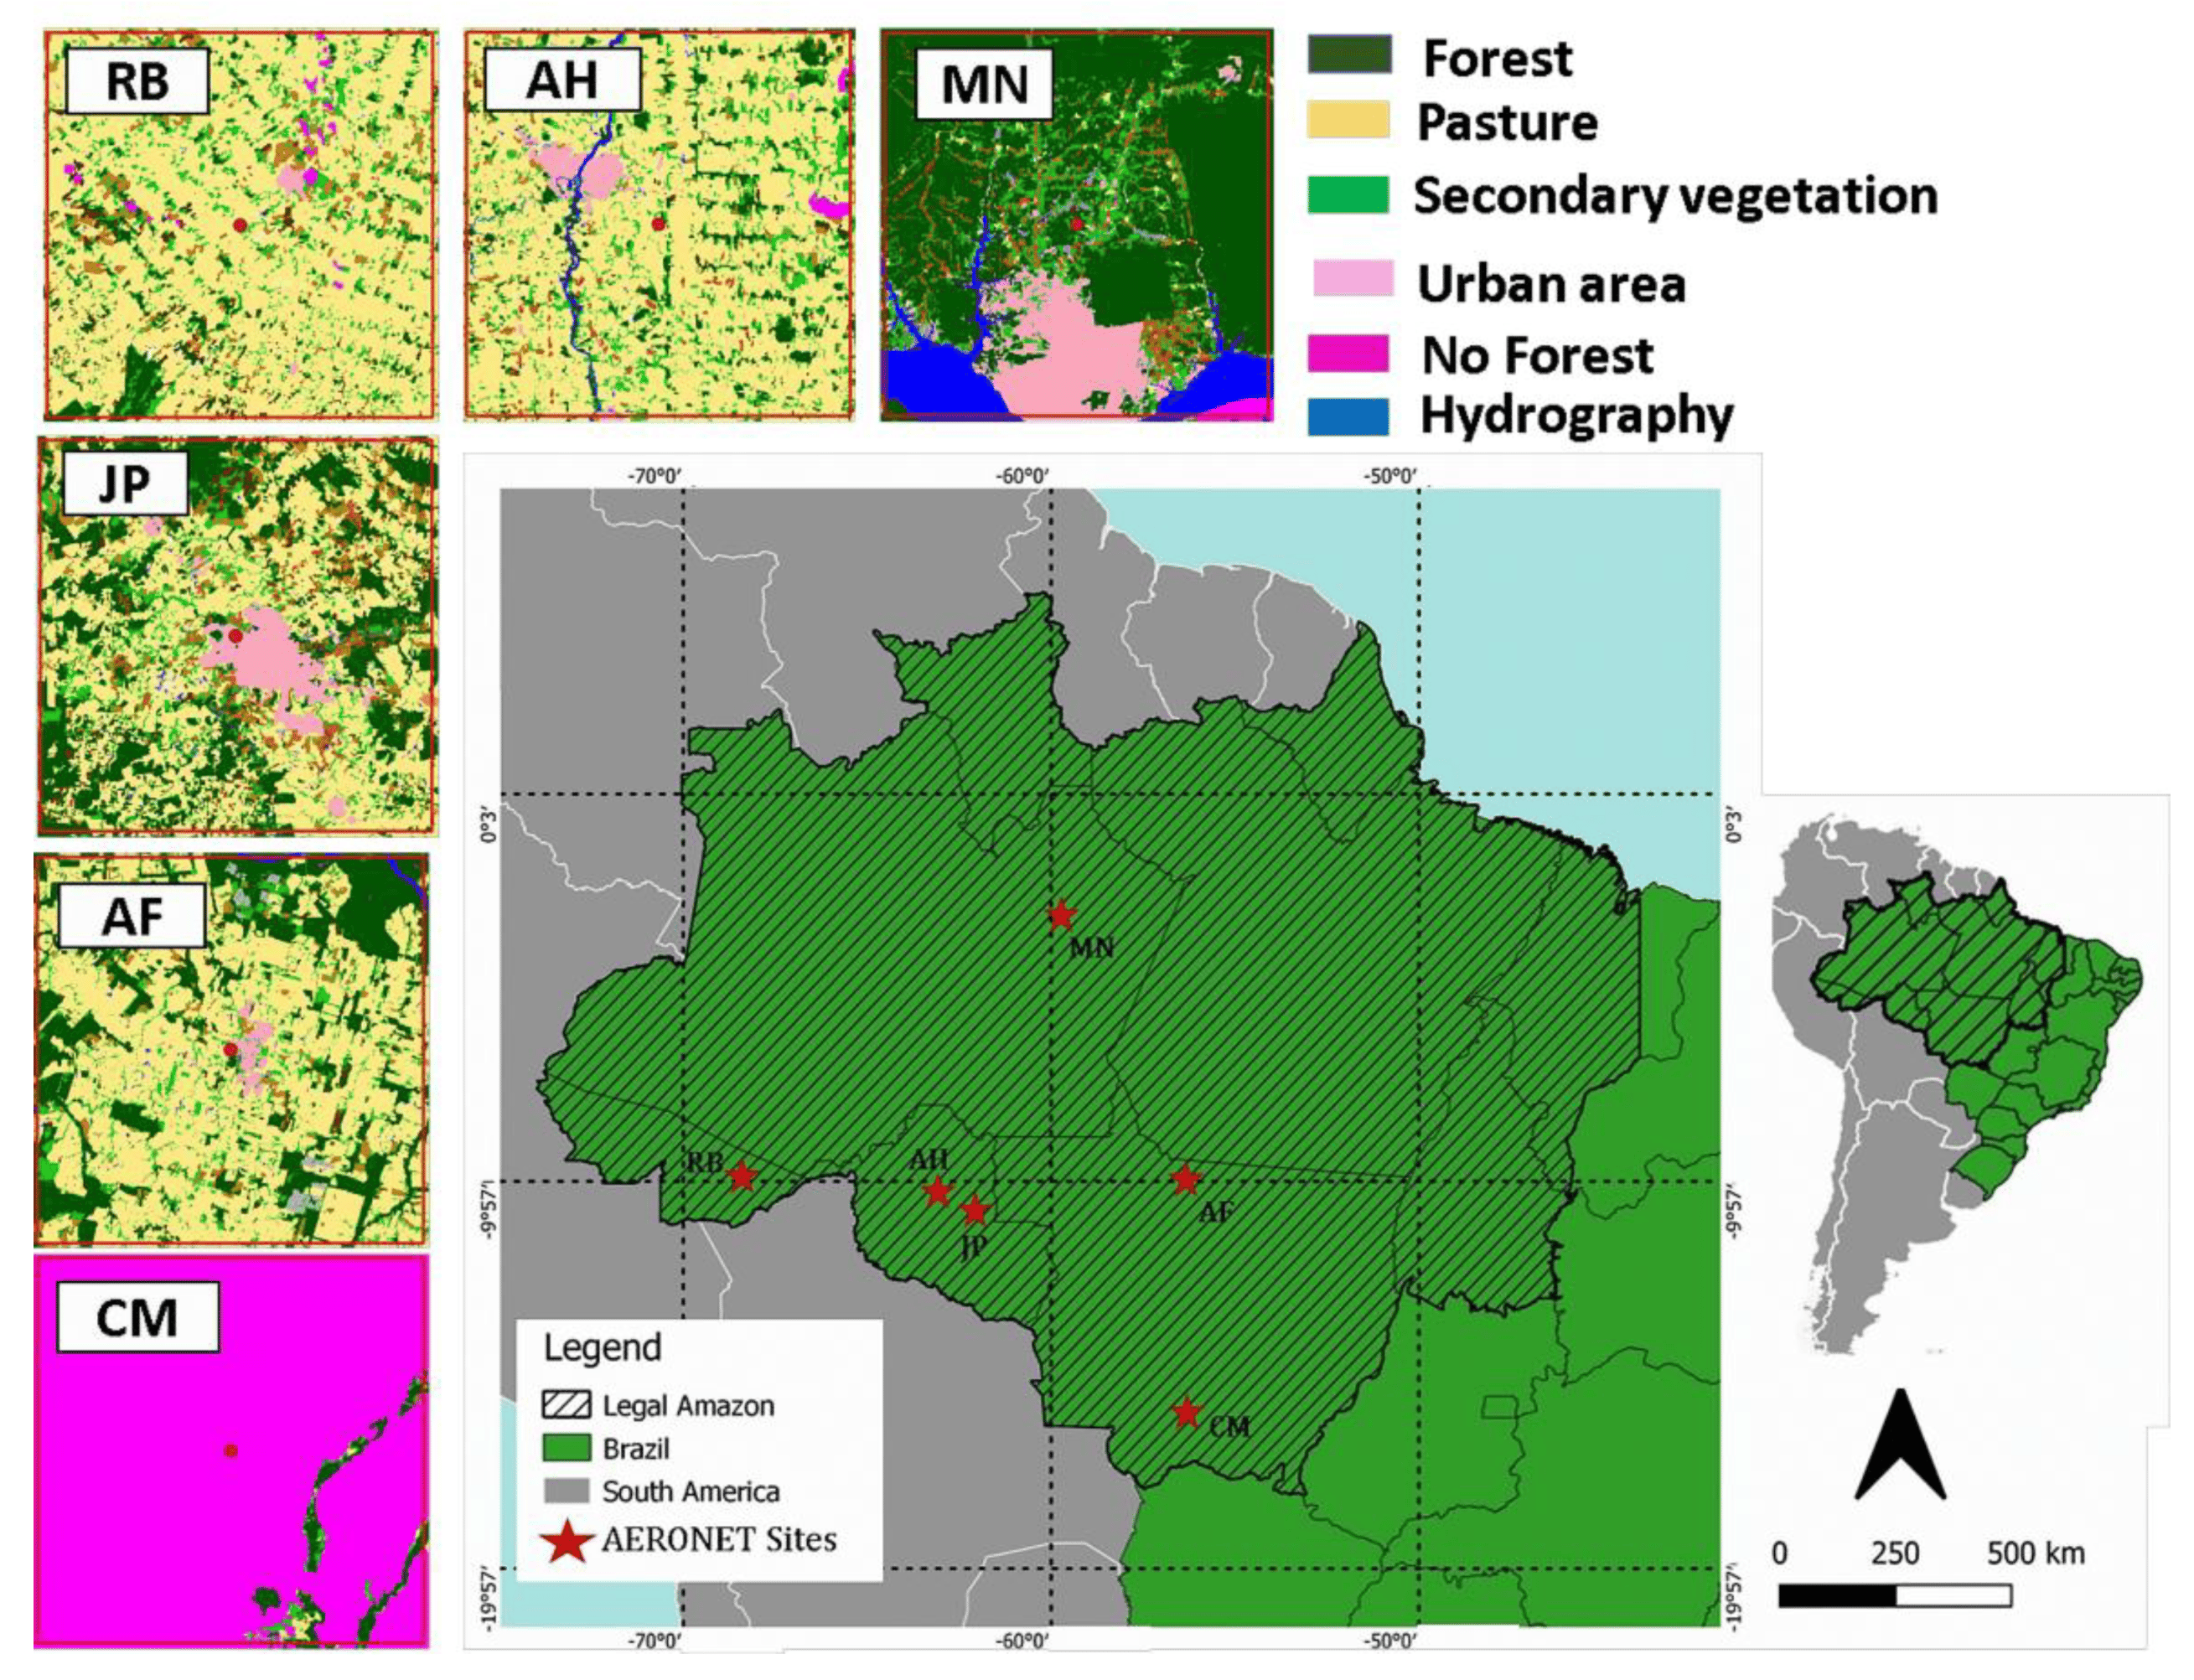 RB
AH
MN
Forest
Pasture
Secondary vegetation
Urban area
No Forest
Hydrography
JP
AF
CM
-70°0'
-60°0'
-50°0'
0°3'
0°3'
MN
RB
AH
AF
JP
-9°57'
-9°57'
CM
Legend
Legal Amazon
Brazil
South America
AERONET Sites
-19°57'
-19°57'
-70°0'
-60°0'
-50°0'
0 250 500 km